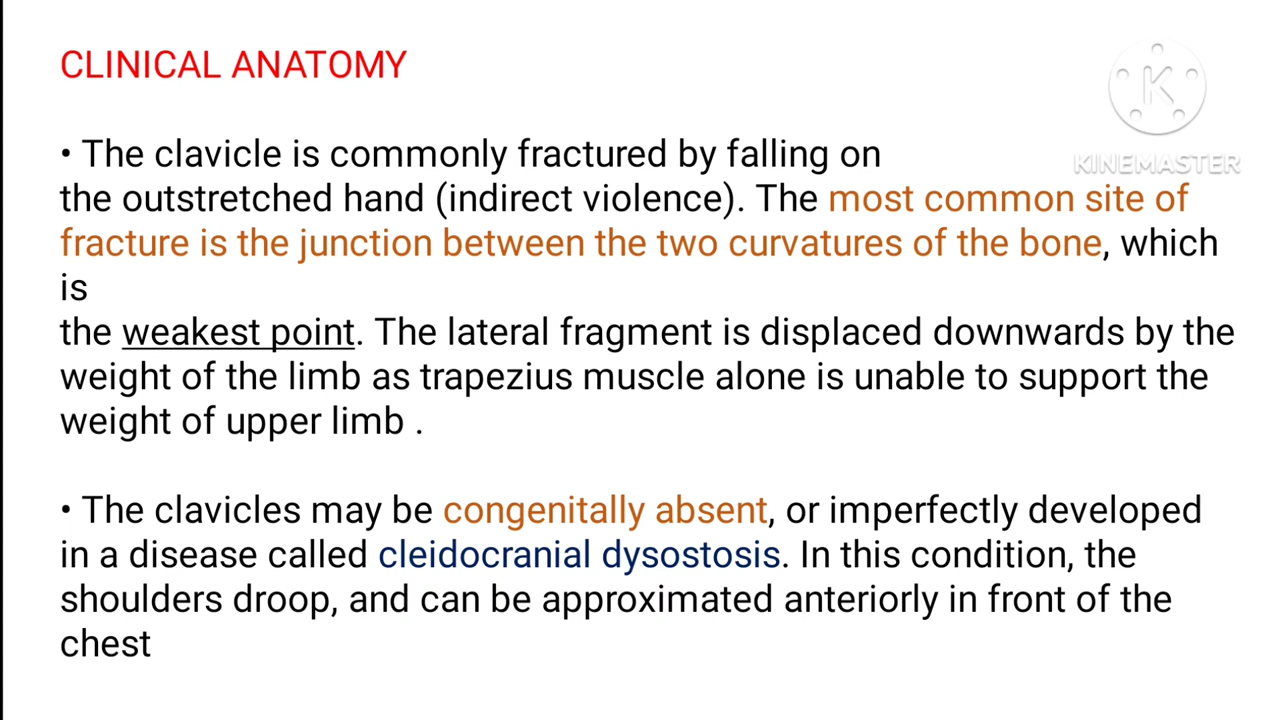 CLINICAL ANATOMY
K
KINEMASTER
• The clavicle is commonly fractured by falling on
the outstretched hand (indirect violence). The most common site of
fracture is the junction between the two curvatures of the bone, which
is
the weakest point. The lateral fragment is displaced downwards by the
weight of the limb as trapezius muscle alone is unable to support the
weight of upper limb .
• The clavicles may be congenitally absent, or imperfectly developed
in a disease called cleidocranial dysostosis. In this condition, the
shoulders droop, and can be approximated anteriorly in front of the
chest